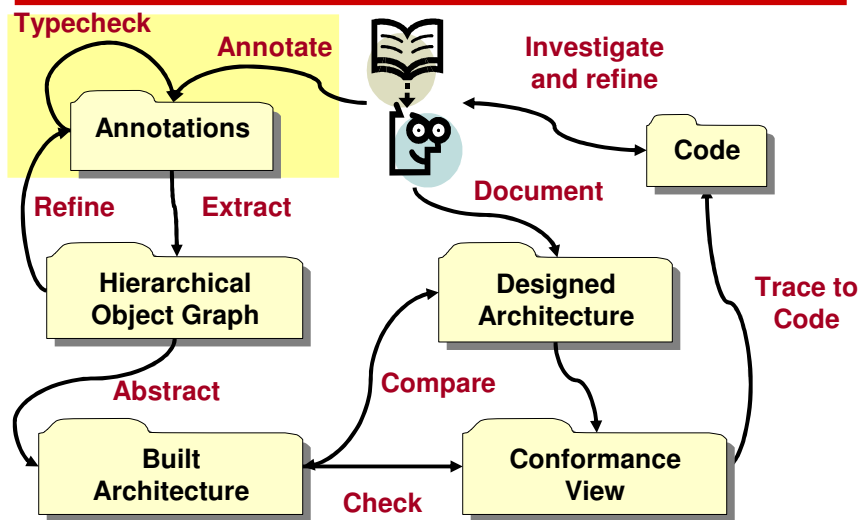 Typecheck
Annotate
Investigate
and refine
Annotations
Code
Refine
Extract
Document
Hierarchical
Object Graph
Designed
Architecture
Trace to
Code
Abstract
Compare
Built
Architecture
Conformance
View
Check